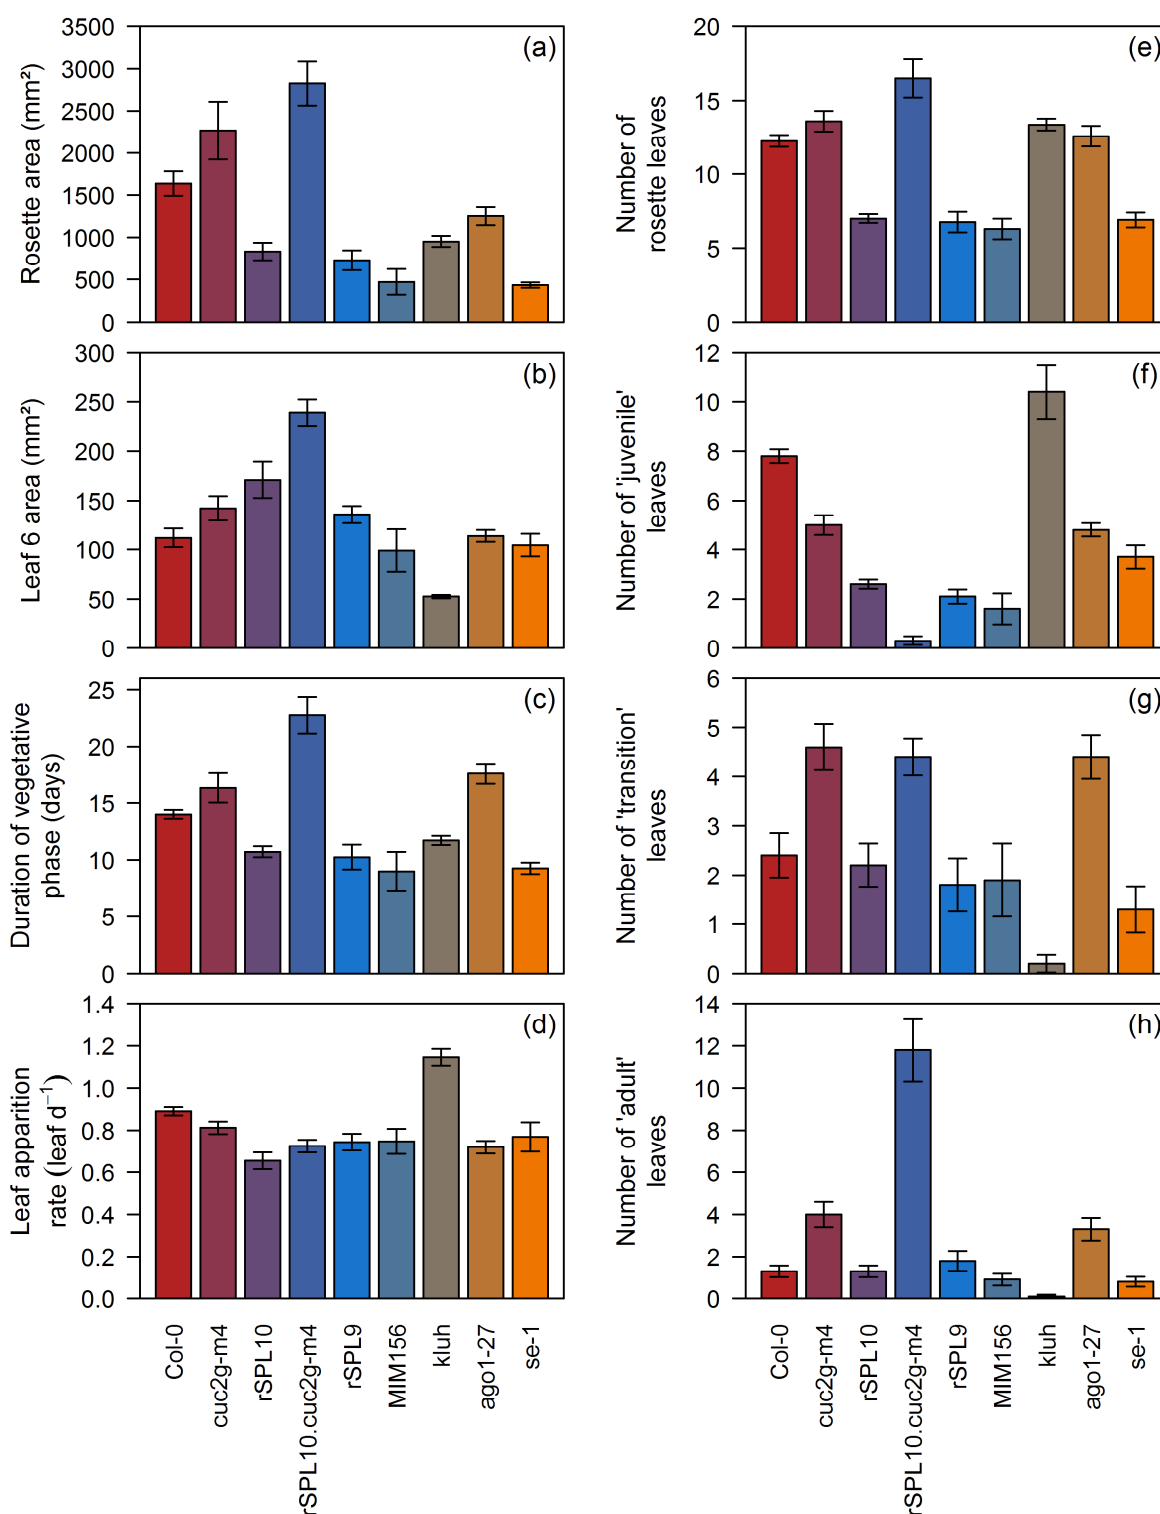 (a)
Rosette area (mm²)
3500
3000
2500
2000
1500
1000
500
0
(b)
Leaf 6 area (mm²)
300
250
200
150
100
50
0
(c)
Duration of vegetative
phase (days)
25
20
15
10
5
0
(d)
Leaf apparition
rate (leaf d⁻¹)
1.4
1.2
1.0
0.8
0.6
0.4
0.2
0.0
Col-0
cuc2g-m4
rSPL10
rSPL10.cuc2g-m4
rSPL9
MIM156
kluh
ago1-27
se-1
(e)
Number of
rosette leaves
20
15
10
5
0
(f)
Number of 'juvenile'
leaves
12
10
8
6
4
2
0
(g)
Number of 'transition'
leaves
6
5
4
3
2
1
0
(h)
Number of 'adult'
leaves
14
12
10
8
6
4
2
0
Col-0
cuc2g-m4
rSPL10
rSPL10.cuc2g-m4
rSPL9
MIM156
kluh
ago1-27
se-1